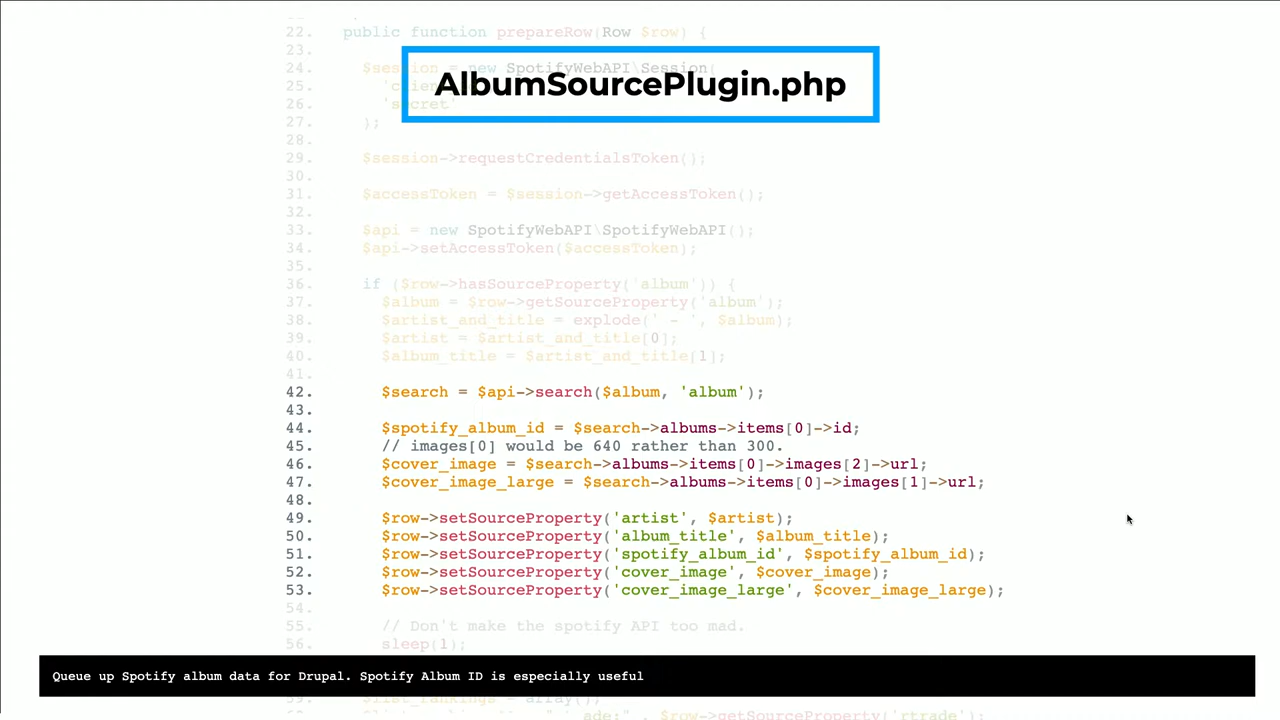 22. public function prepareRow(Row $row) {
23.
AlbumSourcePlugin.php
24. $session = new SpotifyWebAPI\Session(
25.
26. 'secret'
27. );
28.
29. $session->requestCredentialsToken();
30.
31. $accessToken = $session->getAccessToken();
32.
33. $api = new SpotifyWebAPI\SpotifyWebAPI();
34. $api->setAccessToken($accessToken);
35.
36. if ($row->hasSourceProperty('album')) {
37. $album = $row->getSourceProperty('album');
38. $artist_and_title = explode(' - ', $album);
39. $artist = $artist_and_title[0];
40. $album_title = $artist_and_title[1];
41.
42. $search = $api->search($album, 'album');
43.
44. $spotify_album_id = $search->albums->items[0]->id;
45. // images[0] would be 640 rather than 300.
46. $cover_image = $search->albums->items[0]->images[2]->url;
47. $cover_image_large = $search->albums->items[0]->images[1]->url;
48.
49. $row->setSourceProperty('artist', $artist);
50. $row->setSourceProperty('album_title', $album_title);
51. $row->setSourceProperty('spotify_album_id', $spotify_album_id);
52. $row->setSourceProperty('cover_image', $cover_image);
53. $row->setSourceProperty('cover_image_large', $cover_image_large);
54.
55. // Don't make the spotify API too mad.
56. sleep(1);
Queue up Spotify album data for Drupal. Spotify Album ID is especially useful
59. $list_rankings = array();
$row->getSourceProperty('rtrade')